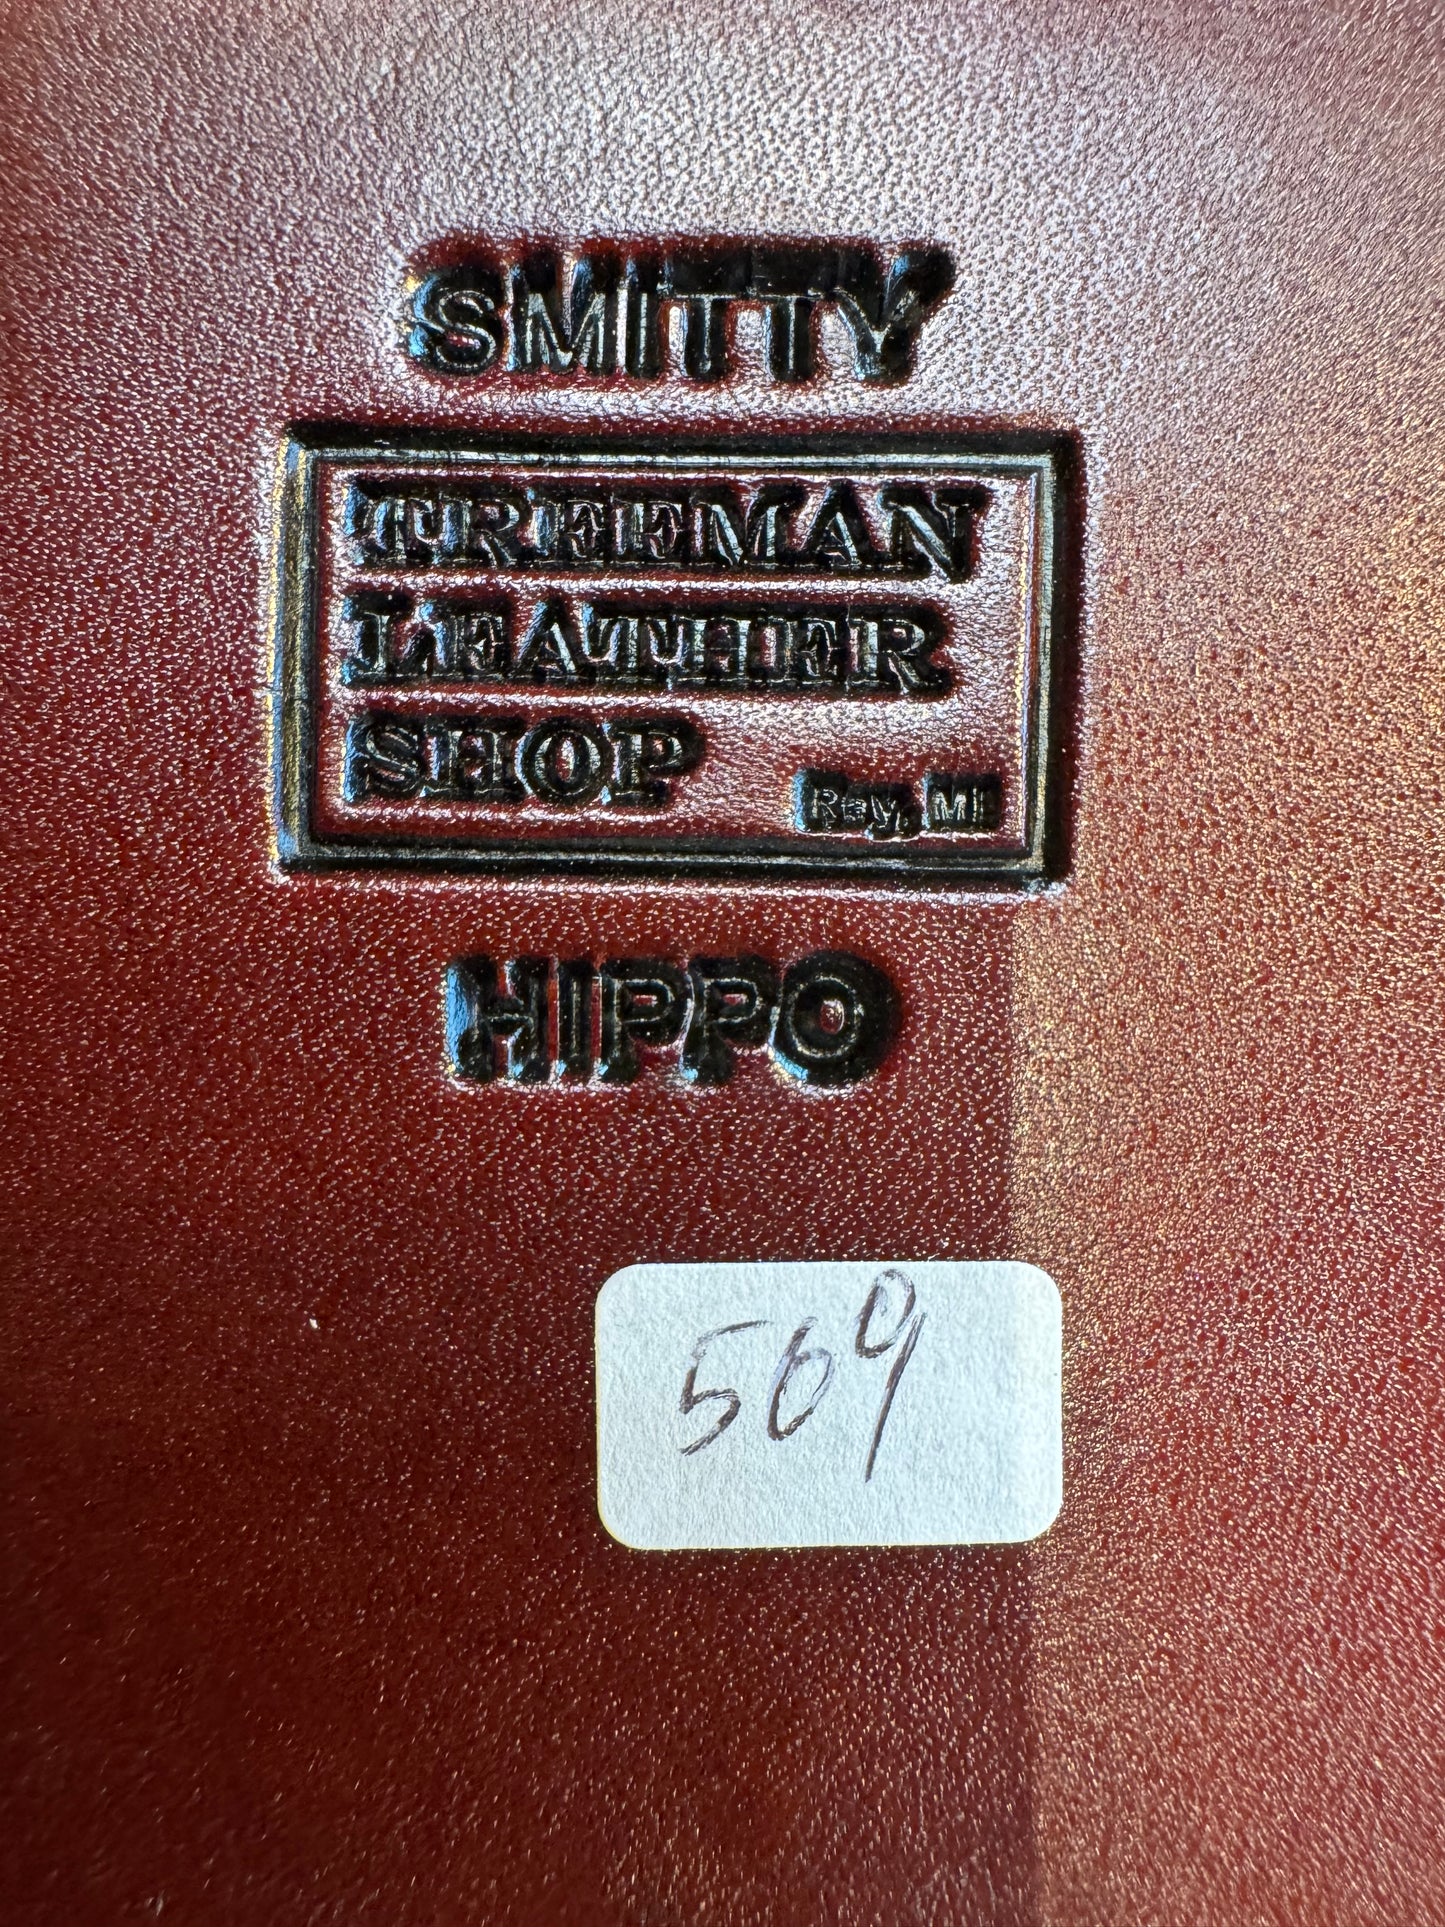 SMITTY
TREEMAN
LEATHER
SHOP Ray, MI
HIPPO
509